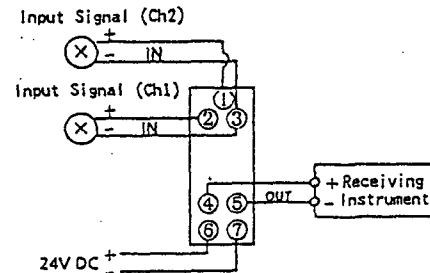 Input Signal (Ch2)
+
- IN
Input Signal (Ch1)
+
- IN
①
② ③
④ ⑤
⑥ ⑦
OUT
+ Receiving
- Instrument
24V DC +
-